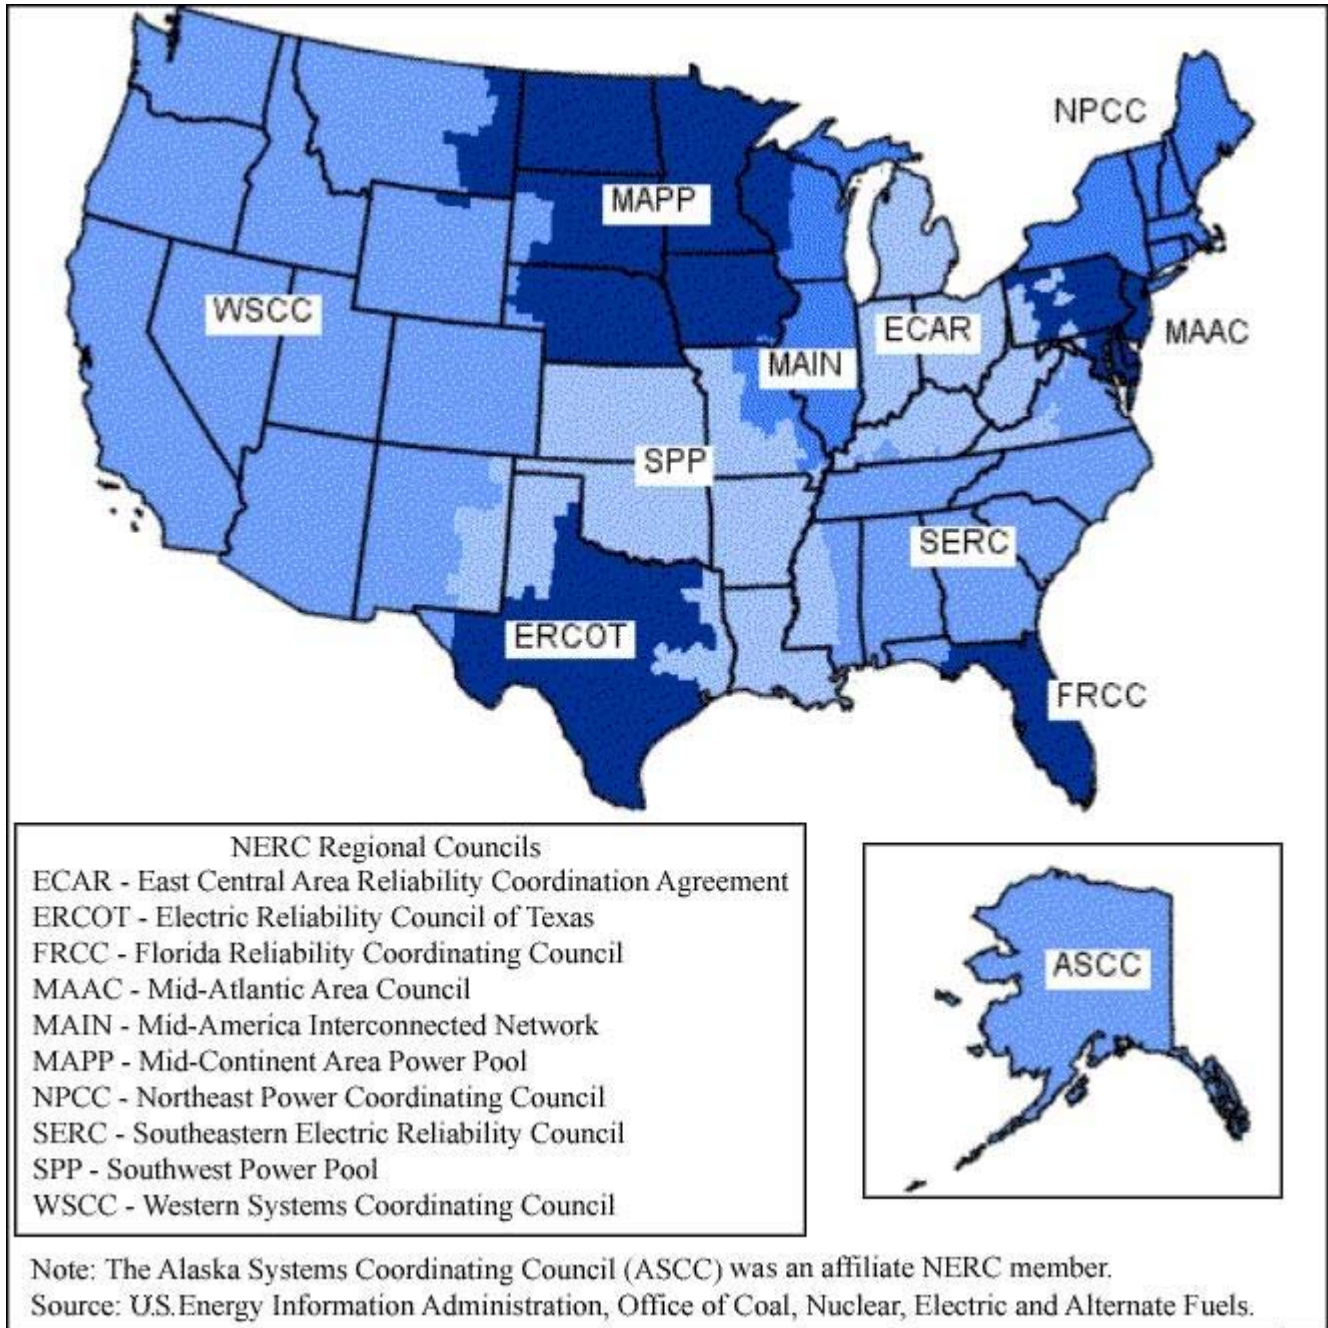 NPCC
MAPP
WSCC
ECAR
MAAC
MAIN
SPP
SERC
ERCOT
FRCC
NERC Regional Councils
ECAR - East Central Area Reliability Coordination Agreement
ERCOT - Electric Reliability Council of Texas
FRCC - Florida Reliability Coordinating Council
MAAC - Mid-Atlantic Area Council
MAIN - Mid-America Interconnected Network
MAPP - Mid-Continent Area Power Pool
NPCC - Northeast Power Coordinating Council
SERC - Southeastern Electric Reliability Council
SPP - Southwest Power Pool
WSCC - Western Systems Coordinating Council
ASCC
Note: The Alaska Systems Coordinating Council (ASCC) was an affiliate NERC member.
Source: U.S.Energy Information Administration, Office of Coal, Nuclear, Electric and Alternate Fuels.